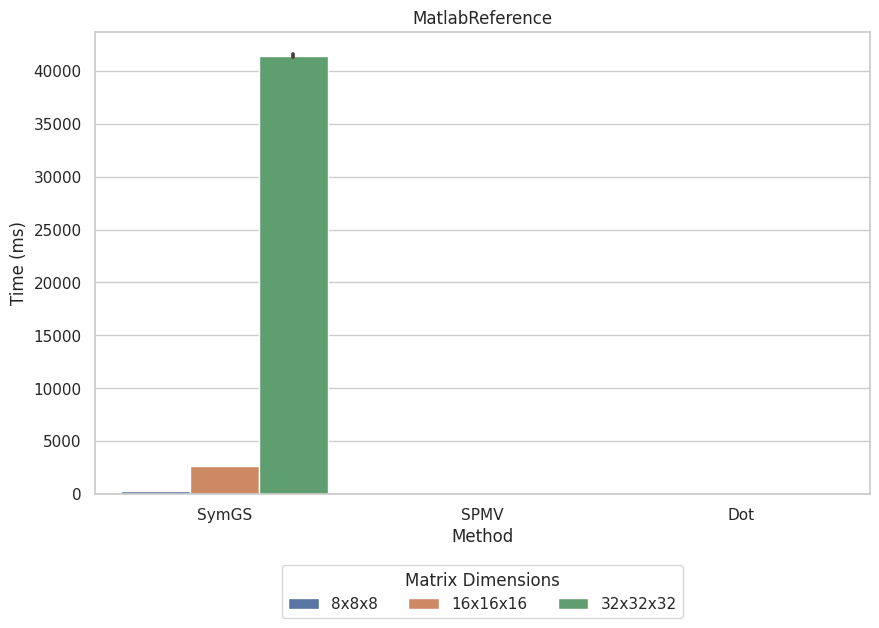 MatlabReference
Time (ms)
40000
35000
30000
25000
20000
15000
10000
5000
0
SymGS SPMV Dot
Method
Matrix Dimensions
8x8x8 16x16x16 32x32x32